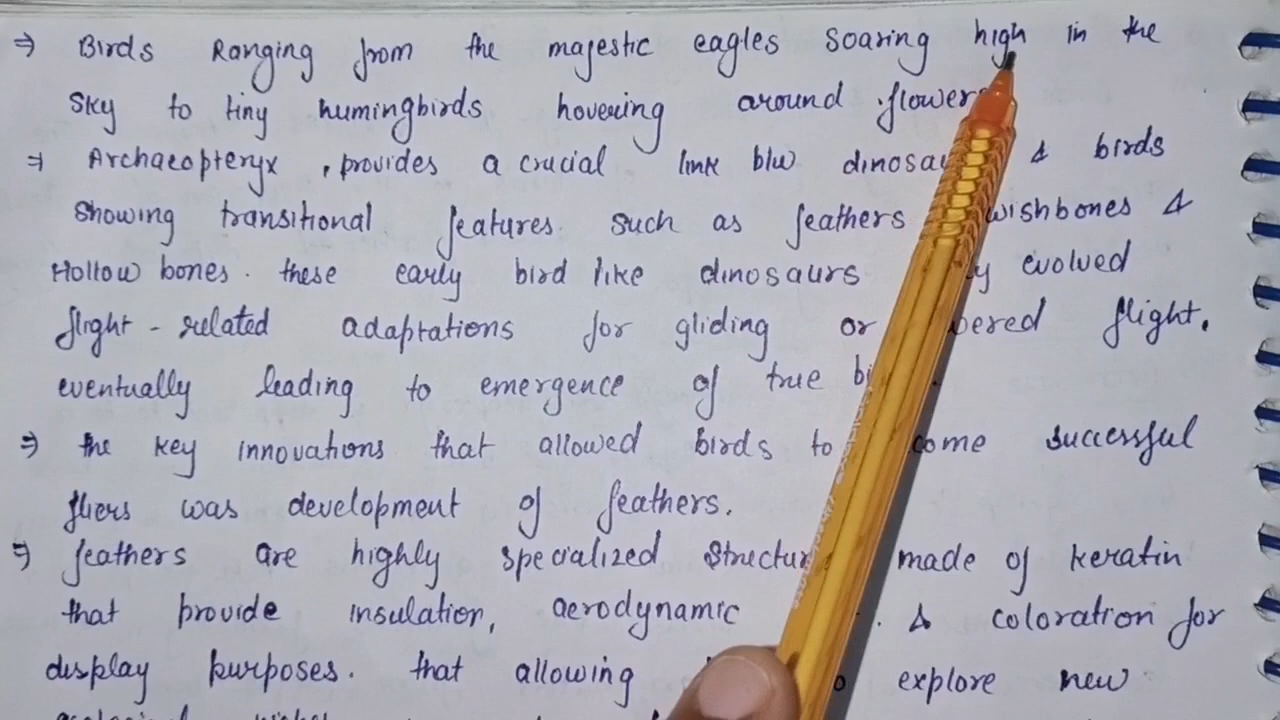 ⇒ Birds Ranging from the majestic eagles soaring high in the
sky to tiny humingbirds hovering around flowers
⇒ Archaeopteryx, provides a crucial link b/w dinosau & birds
showing transitional features such as feathers wishbones &
Hollow bones. these early bird like dinosaurs evolved
flight-related adaptations for gliding or flight.
eventually leading to emergence of true
⇒ the key innovations that allowed birds to come successful
fliers was development of feathers.
⇒ feathers are highly specialized structur made of keratin
that provide insulation, aerodynamic & coloration for
display purposes. that allowing explore new